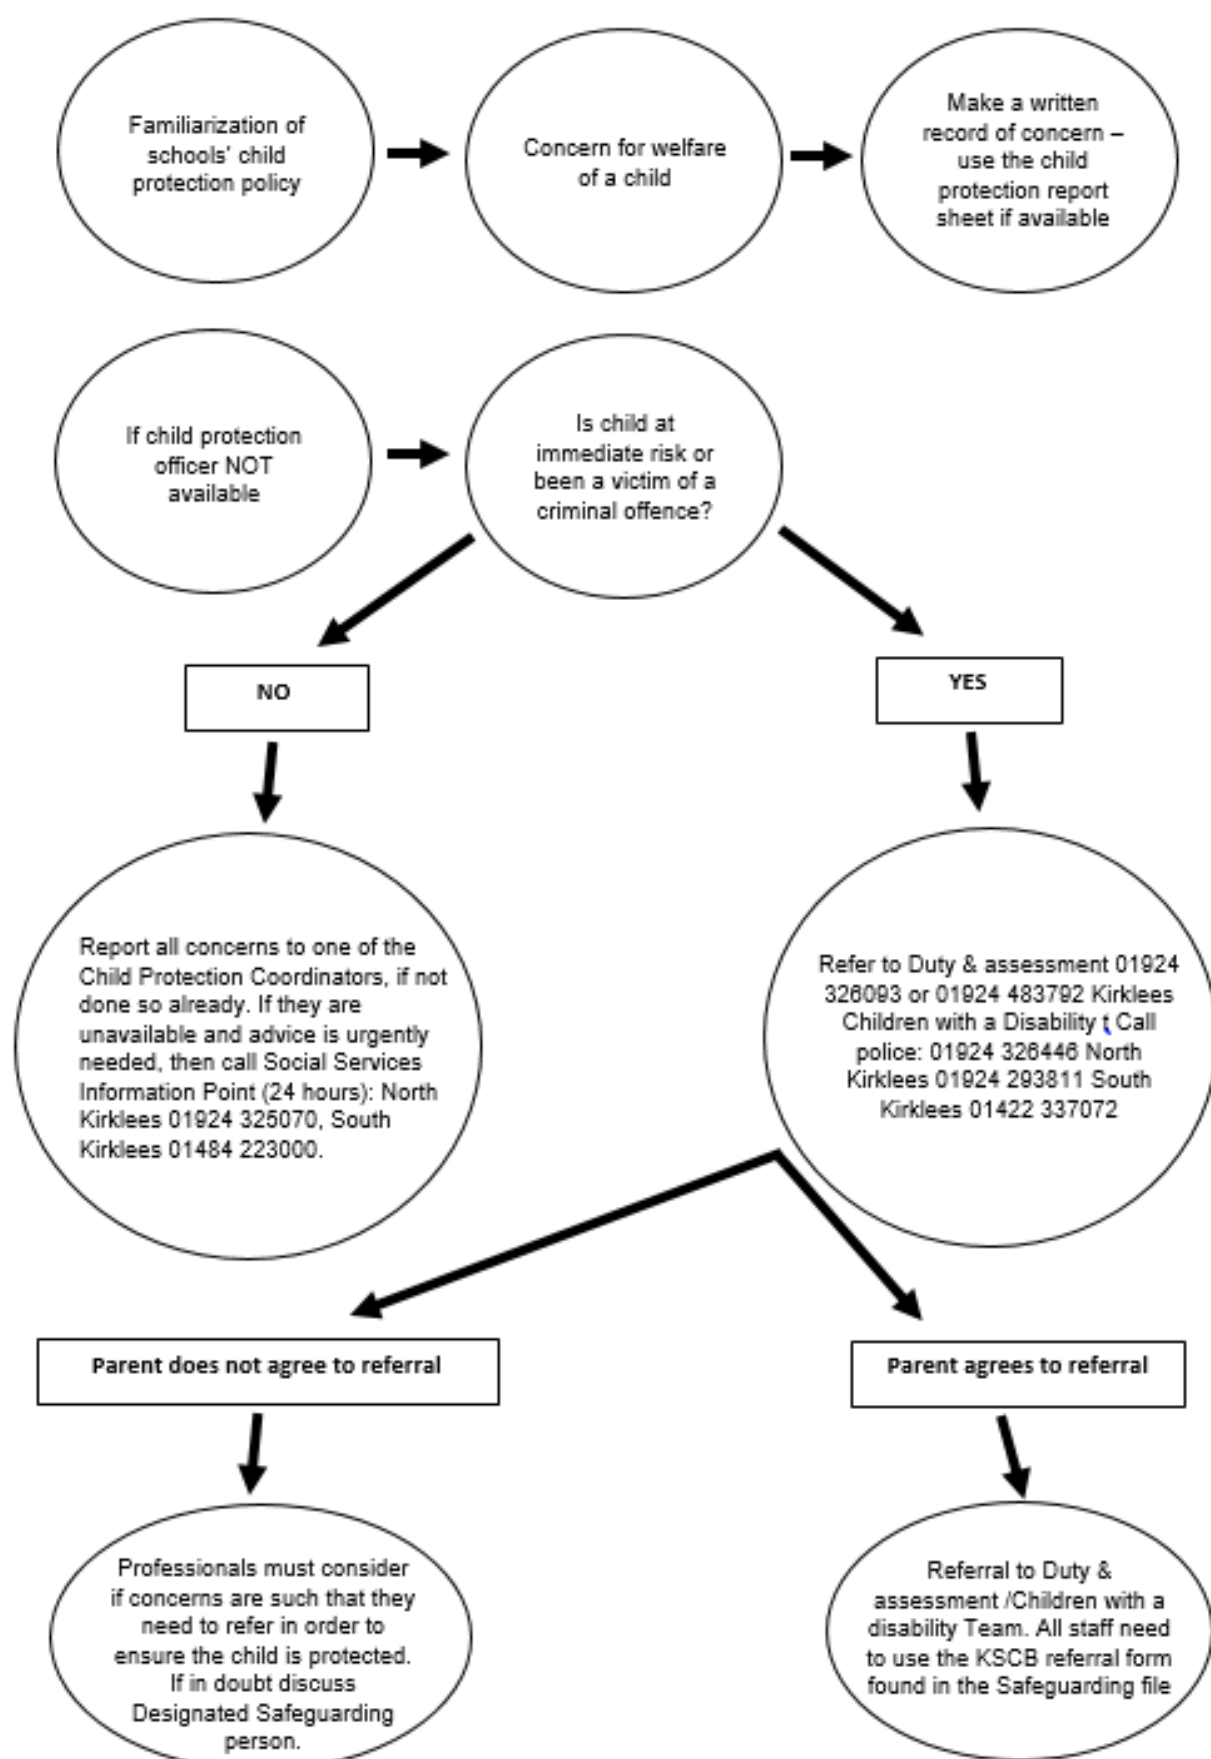 Familiarization of
schools' child
protection policy
Concern for welfare
of a child
Make a written
record of concern –
use the child
protection report
sheet if available
If child protection
officer NOT
available
Is child at
immediate risk or
been a victim of a
criminal offence?
NO
YES
Report all concerns to one of the
Child Protection Coordinators, if not
done so already. If they are
unavailable and advice is urgently
needed, then call Social Services
Information Point (24 hours): North
Kirklees 01924 325070, South
Kirklees 01484 223000.
Refer to Duty & assessment 01924
326093 or 01924 483792 Kirklees
Children with a Disability t Call
police: 01924 326446 North
Kirklees 01924 293811 South
Kirklees 01422 337072
Parent does not agree to referral
Parent agrees to referral
Professionals must consider
if concerns are such that they
need to refer in order to
ensure the child is protected.
If in doubt discuss
Designated Safeguarding
person.
Referral to Duty &
assessment /Children with a
disability Team. All staff need
to use the KSCB referral form
found in the Safeguarding file